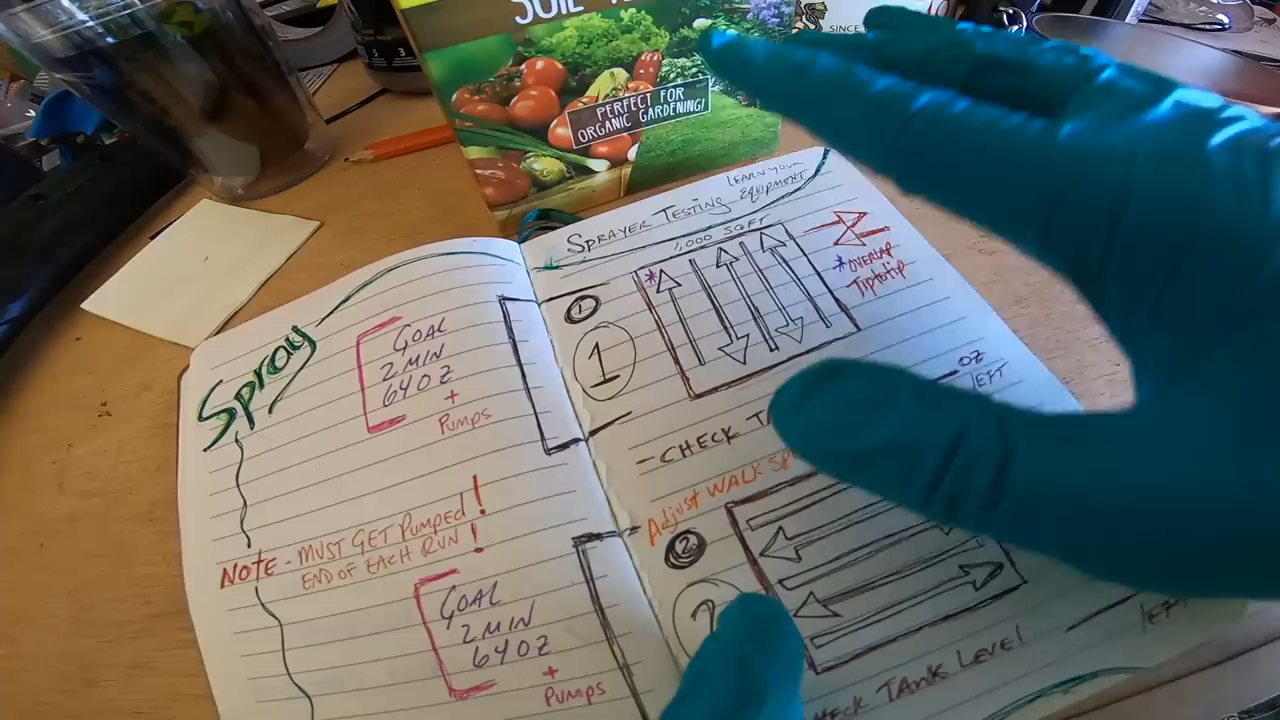 SOIL
SINCE
5 3
PERFECT FOR
ORGANIC GARDENING!
Spray
GOAL
2 MIN
64 OZ
+
PUMPS
NOTE - MUST GET PUMPED!
END OF EACH RUN!
GOAL
2 MIN
64 OZ
+
PUMPS
LEARN YOUR
EQUIPMENT
SPRAYER TESTING
1,000 SQFT
1
1
*
*OVERLAP
TIP to TIP
OZ
LEFT
- CHECK
Adjust WALK
2
CHECK TANK LEVEL
LEFT